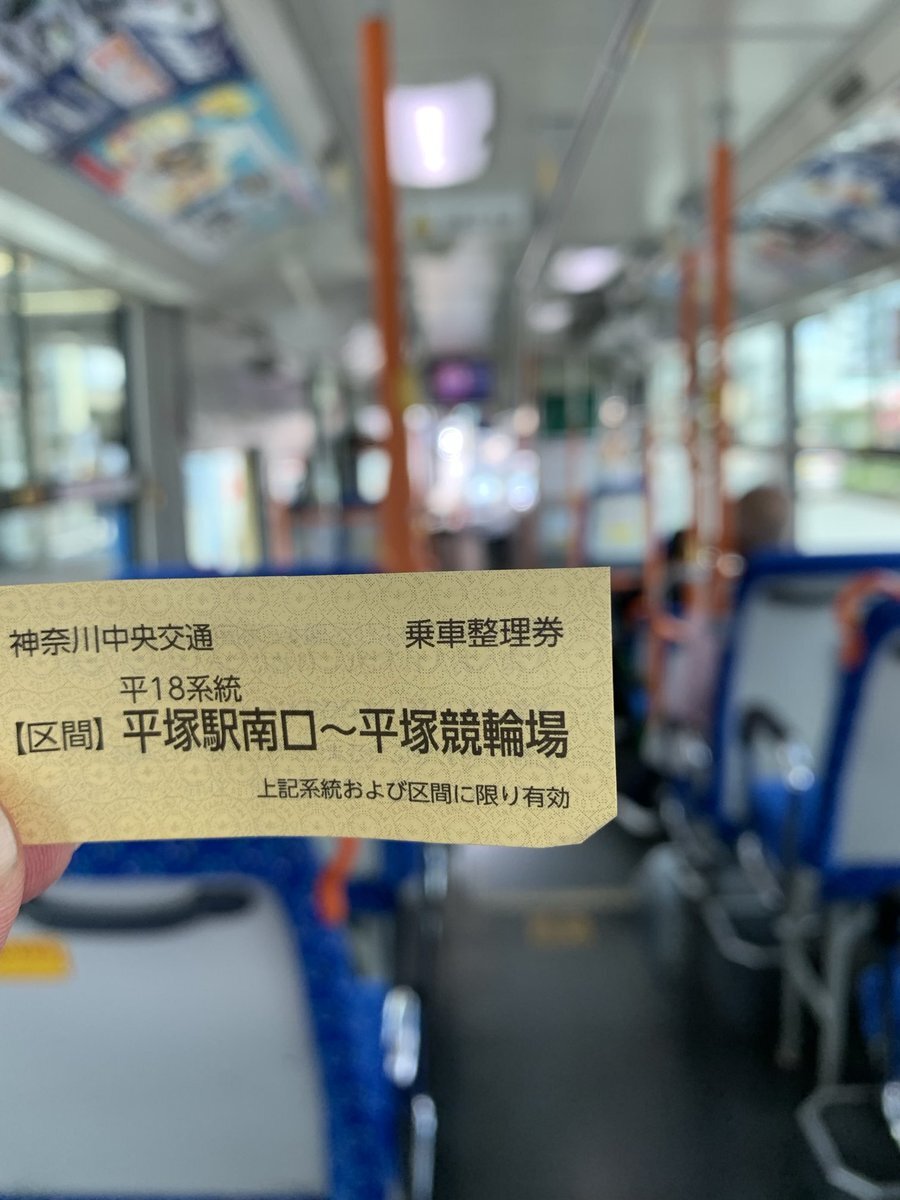 神奈川中央交通 乗車整理券
平18系統
【区間】平塚駅南口～平塚競輪場
上記系統および区間に限り有効